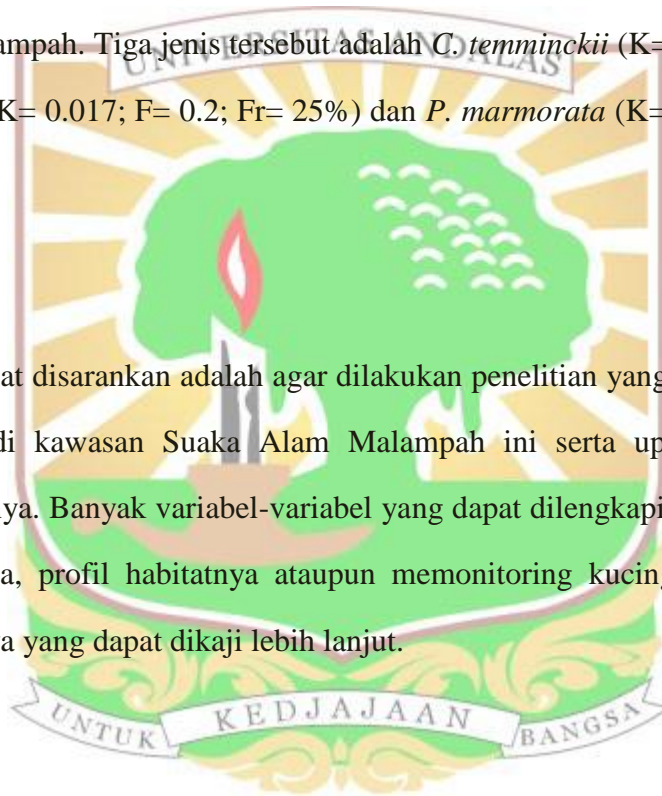 ampah. Tiga jenis tersebut adalah C. temminckii (K=
UNIVERSITAS ANDALAS
K= 0.017; F= 0.2; Fr= 25%) dan P. marmorata (K=
at disarankan adalah agar dilakukan penelitian yang
di kawasan Suaka Alam Malampah ini serta up
ya. Banyak variabel-variabel yang dapat dilengkapi
a, profil habitatnya ataupun memonitoring kucing
a yang dapat dikaji lebih lanjut.
UNTUK KEDJAJAAN BANGSA